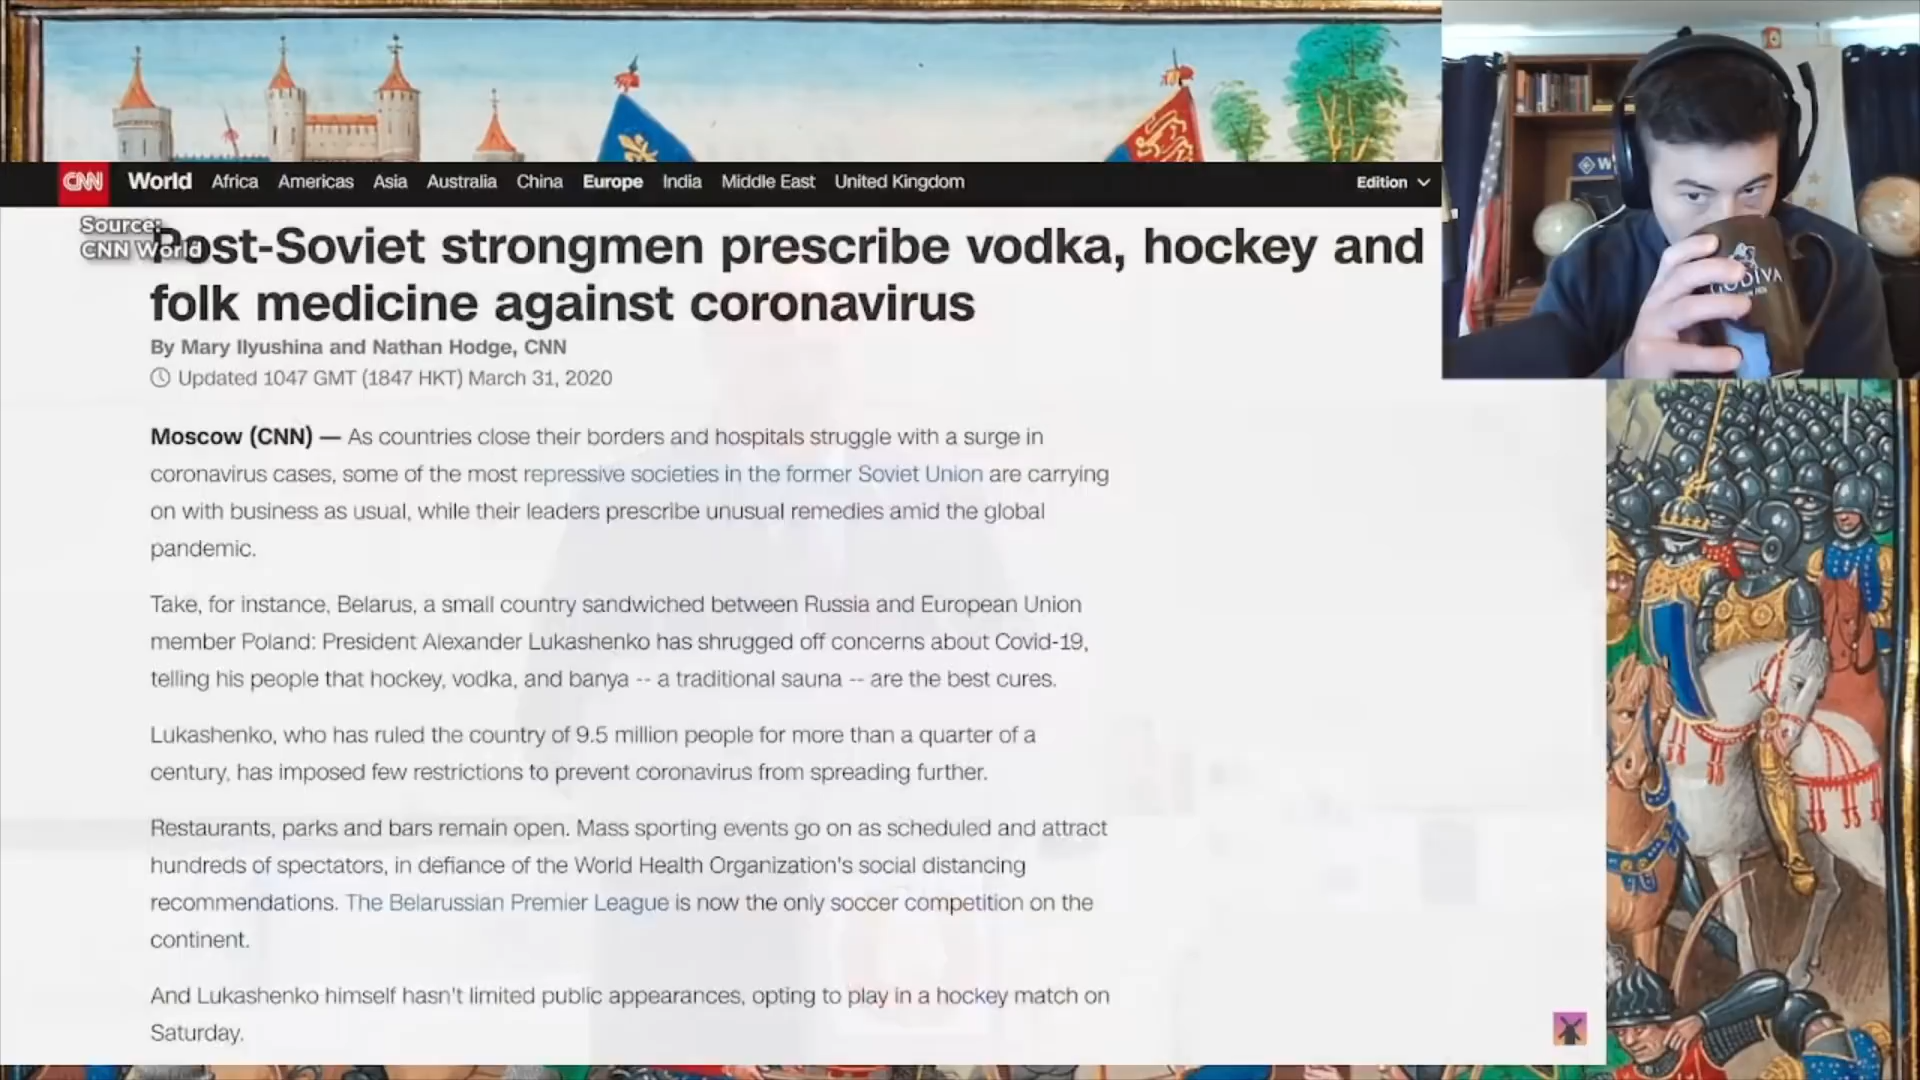 CNN World Africa Americas Asia Australia China Europe India Middle East United Kingdom Edition
Source:
CNN World
Post-Soviet strongmen prescribe vodka, hockey and
folk medicine against coronavirus
By Mary Ilyushina and Nathan Hodge, CNN
Updated 1047 GMT (1847 HKT) March 31, 2020
Moscow (CNN) — As countries close their borders and hospitals struggle with a surge in
coronavirus cases, some of the most repressive societies in the former Soviet Union are carrying
on with business as usual, while their leaders prescribe unusual remedies amid the global
pandemic.
Take, for instance, Belarus, a small country sandwiched between Russia and European Union
member Poland: President Alexander Lukashenko has shrugged off concerns about Covid-19,
telling his people that hockey, vodka, and banya -- a traditional sauna -- are the best cures.
Lukashenko, who has ruled the country of 9.5 million people for more than a quarter of a
century, has imposed few restrictions to prevent coronavirus from spreading further.
Restaurants, parks and bars remain open. Mass sporting events go on as scheduled and attract
hundreds of spectators, in defiance of the World Health Organization's social distancing
recommendations. The Belarussian Premier League is now the only soccer competition on the
continent.
And Lukashenko himself hasn't limited public appearances, opting to play in a hockey match on
Saturday.